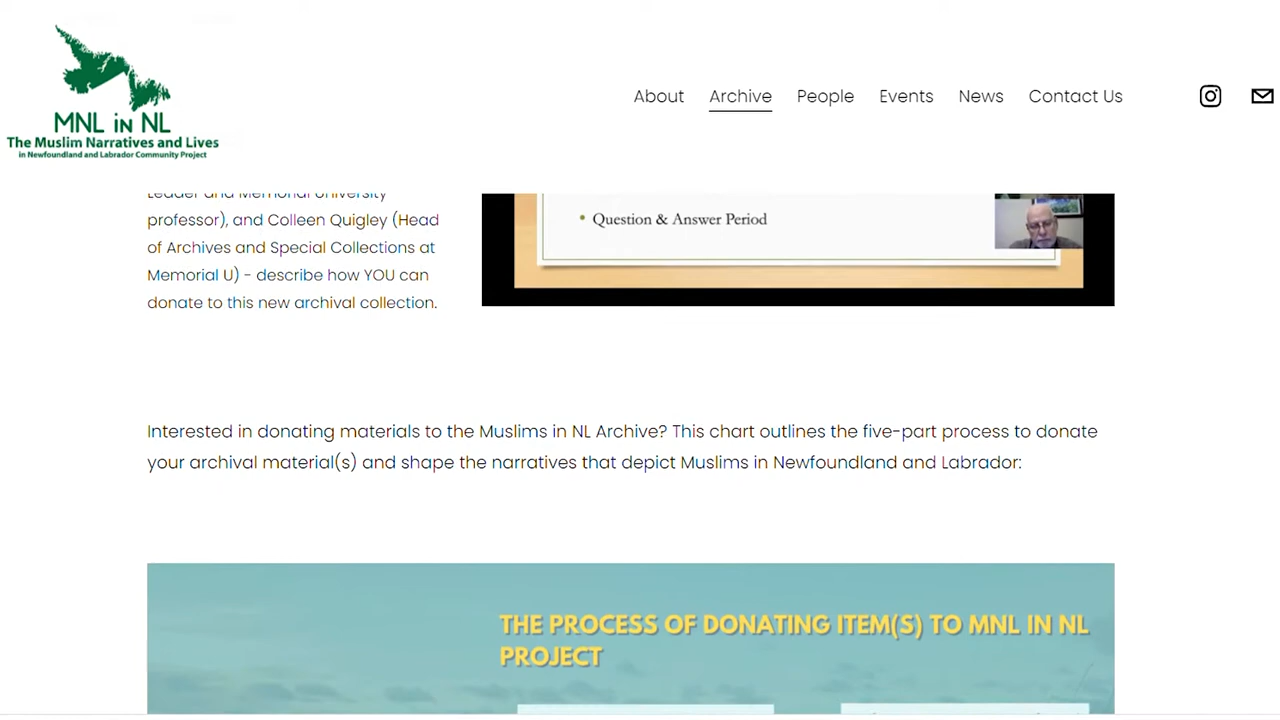 MNL iN NL
The Muslim Narratives and Lives
in Newfoundland and Labrador Community Project
About Archive People Events News Contact Us
Leader and Memorial University
professor), and Colleen Quigley (Head
of Archives and Special Collections at
Memorial U) - describe how YOU can
donate to this new archival collection.
• Question & Answer Period
Interested in donating materials to the Muslims in NL Archive? This chart outlines the five-part process to donate
your archival material(s) and shape the narratives that depict Muslims in Newfoundland and Labrador:
THE PROCESS OF DONATING ITEM(S) TO MNL IN NL
PROJECT